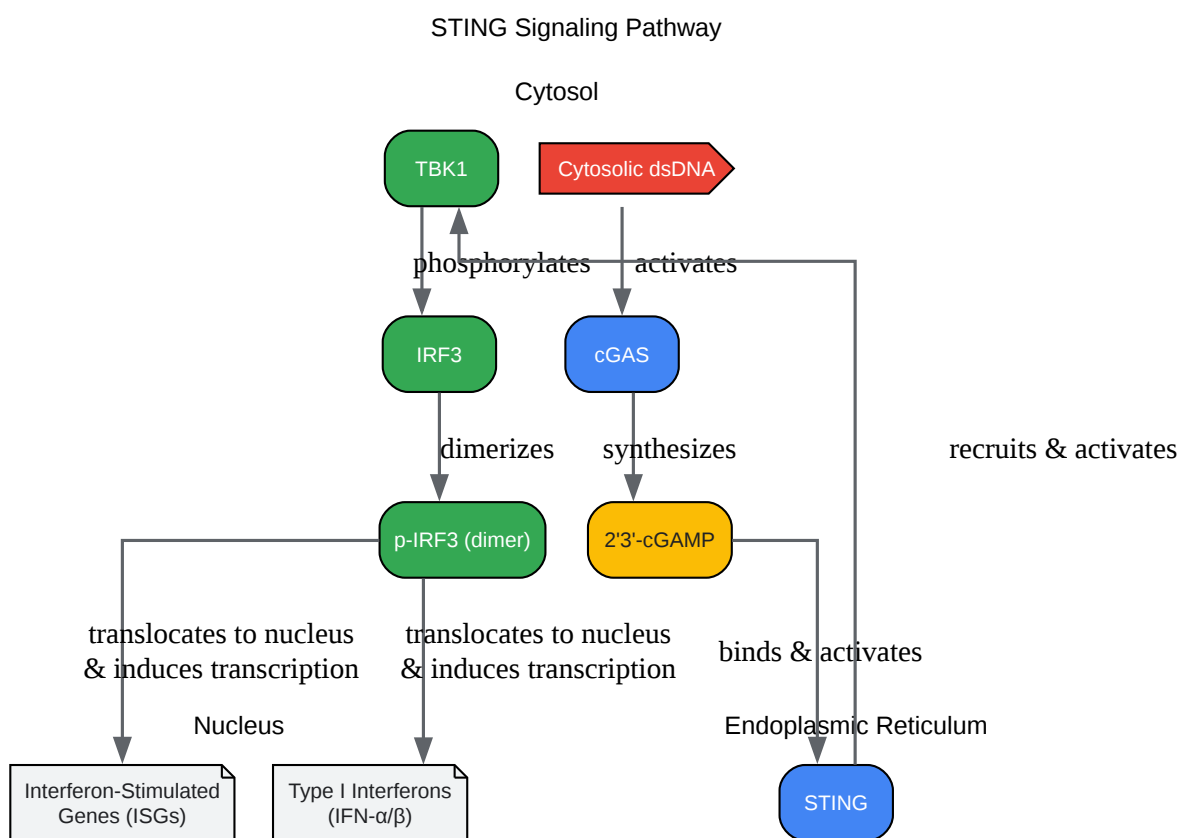 STING Signaling Pathway
Cytosol
TBK1
Cytosolic dsDNA
phosphorylates
activates
IRF3
cGAS
dimerizes
synthesizes
recruits & activates
p-IRF3 (dimer)
2'3'-cGAMP
translocates to nucleus
& induces transcription
translocates to nucleus
& induces transcription
binds & activates
Nucleus
Endoplasmic Reticulum
Interferon-Stimulated
Genes (ISGs)
Type I Interferons
(IFN-α/β)
STING